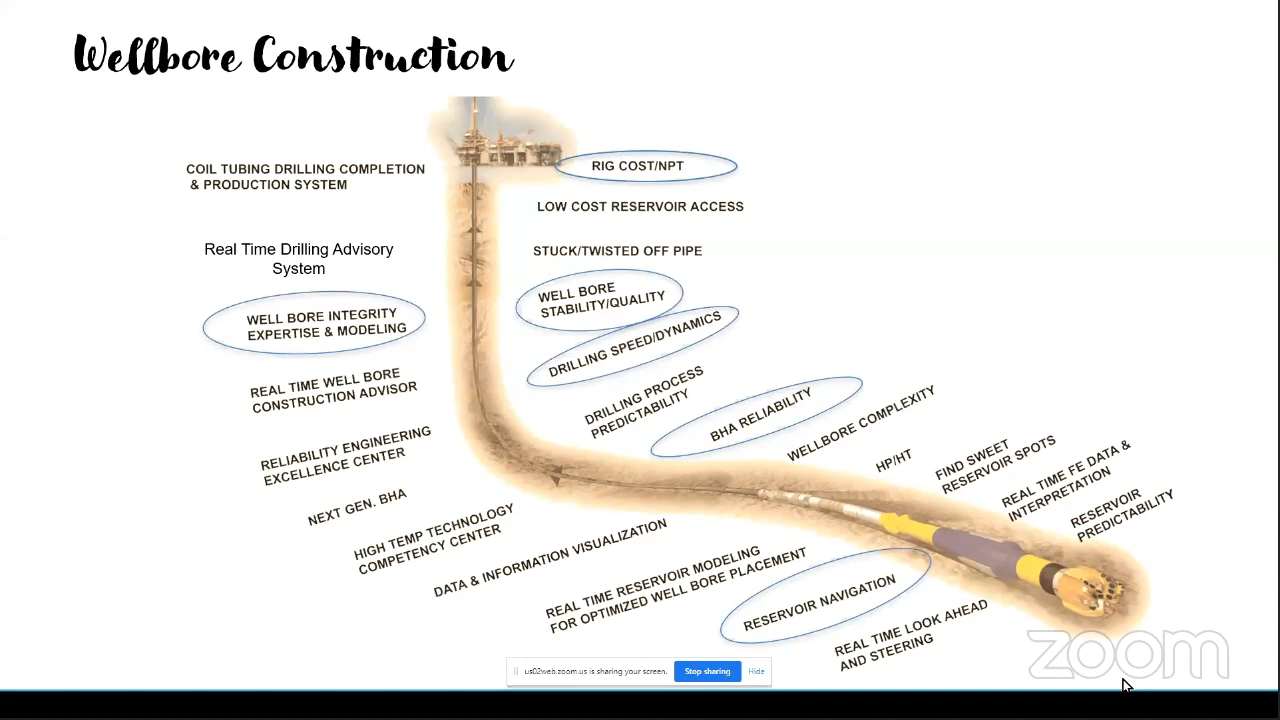 Wellbore Construction
COIL TUBING DRILLING COMPLETION
& PRODUCTION SYSTEM
RIG COST/NPT
LOW COST RESERVOIR ACCESS
Real Time Drilling Advisory
System
STUCK/TWISTED OFF PIPE
WELL BORE INTEGRITY
EXPERTISE & MODELING
WELL BORE
STABILITY/QUALITY
DRILLING SPEED/DYNAMICS
REAL TIME WELL BORE
CONSTRUCTION ADVISOR
DRILLING PROCESS
PREDICTABILITY
BHA RELIABILITY
WELLBORE COMPLEXITY
HP/HT
FIND SWEET
RESERVOIR SPOTS
REAL TIME FE DATA &
INTERPRETATION
RESERVOIR
PREDICTABILITY
RELIABILITY ENGINEERING
EXCELLENCE CENTER
NEXT GEN. BHA
HIGH TEMP TECHNOLOGY
COMPETENCY CENTER
DATA & INFORMATION VISUALIZATION
REAL TIME RESERVOIR MODELING
FOR OPTIMIZED WELL BORE PLACEMENT
RESERVOIR NAVIGATION
REAL TIME LOOK AHEAD
AND STEERING
zoom
us02web.zoom.us is sharing your screen.
Stop sharing
Hide